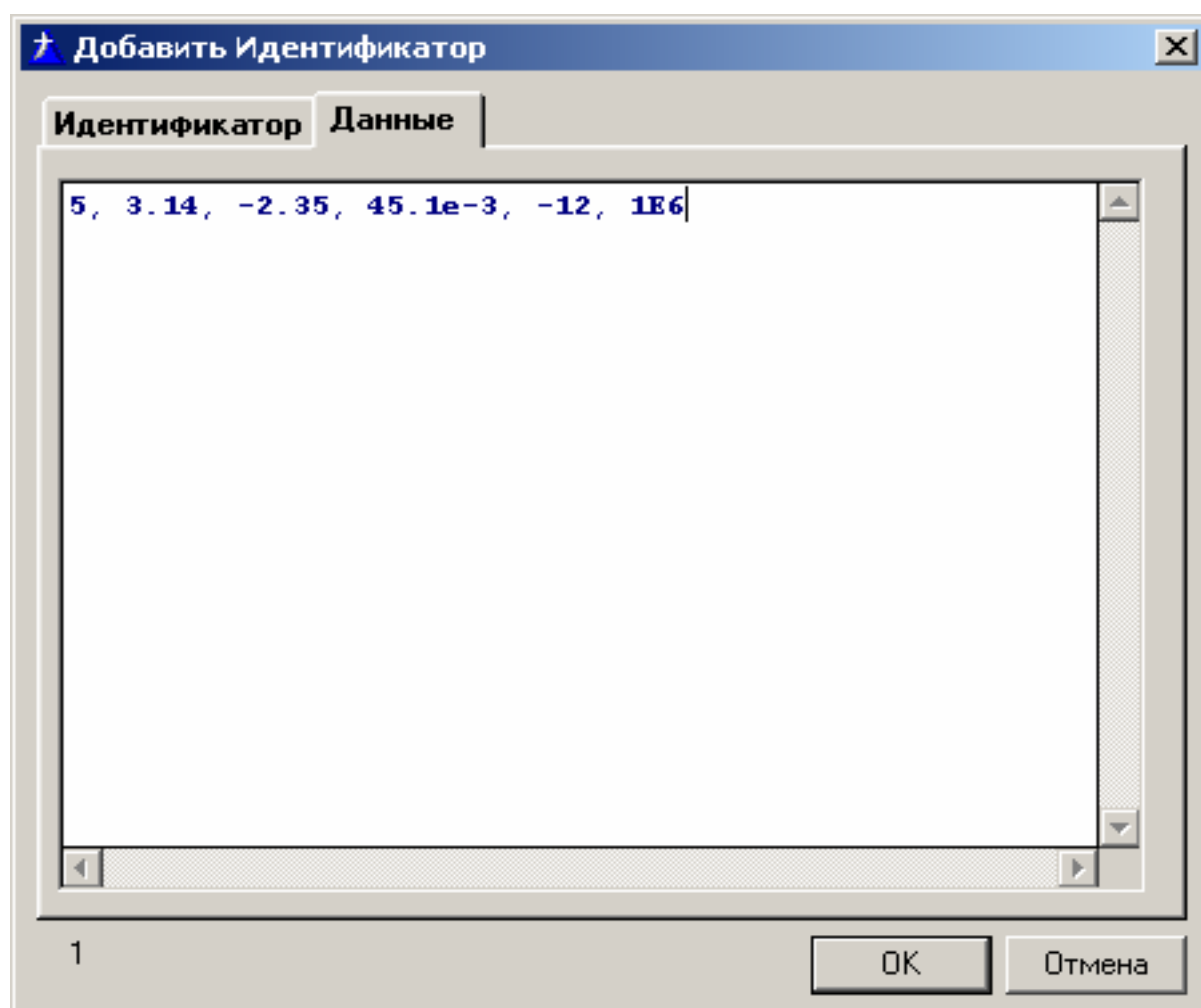 Добавить Идентификатор
Идентификатор Данные
5, 3.14, -2.35, 45.1e-3, -12, 1E6
1
OK Отмена